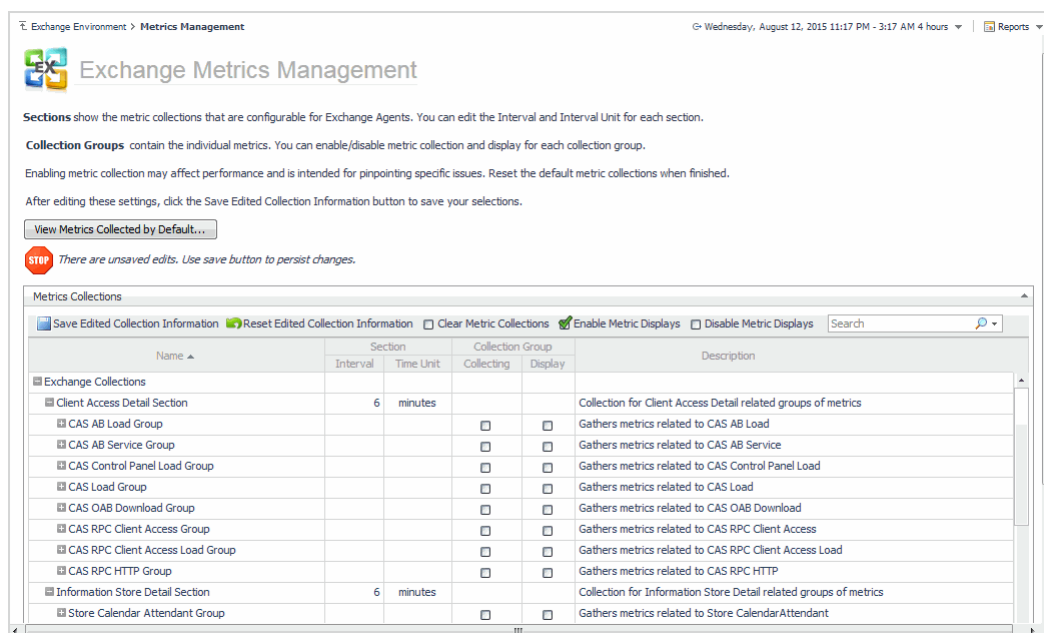 Exchange Environment > Metrics Management
Wednesday, August 12, 2015 11:17 PM - 3:17 AM 4 hours
Reports
EX
Exchange Metrics Management
Sections show the metric collections that are configurable for Exchange Agents. You can edit the Interval and Interval Unit for each section.
Collection Groups contain the individual metrics. You can enable/disable metric collection and display for each collection group.
Enabling metric collection may affect performance and is intended for pinpointing specific issues. Reset the default metric collections when finished.
After editing these settings, click the Save Edited Collection Information button to save your selections.
View Metrics Collected by Default...
STOP There are unsaved edits. Use save button to persist changes.
Metrics Collections
Save Edited Collection Information Reset Edited Collection Information Clear Metric Collections Enable Metric Displays Disable Metric Displays Search
Name Section Collection Group Description
Interval Time Unit Collecting Display
Exchange Collections
Client Access Detail Section 6 minutes Collection for Client Access Detail related groups of metrics
CAS AB Load Group Gathers metrics related to CAS AB Load
CAS AB Service Group Gathers metrics related to CAS AB Service
CAS Control Panel Load Group Gathers metrics related to CAS Control Panel Load
CAS Load Group Gathers metrics related to CAS Load
CAS OAB Download Group Gathers metrics related to CAS OAB Download
CAS RPC Client Access Group Gathers metrics related to CAS RPC Client Access
CAS RPC Client Access Load Group Gathers metrics related to CAS RPC Client Access Load
CAS RPC HTTP Group Gathers metrics related to CAS RPC HTTP
Information Store Detail Section 6 minutes Collection for Information Store Detail related groups of metrics
Store Calendar Attendant Group Gathers metrics related to Store CalendarAttendant